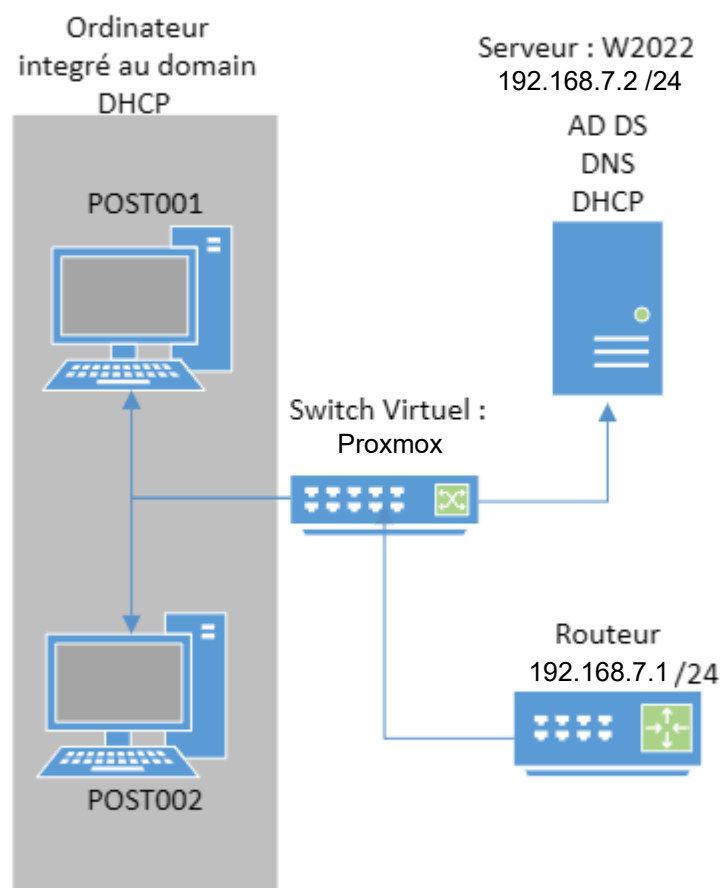 Ordinateur
integré au domain
DHCP
POST001
POST002
Serveur : W2022
192.168.7.2 /24
AD DS
DNS
DHCP
Switch Virtuel :
Proxmox
Routeur
192.168.7.1 /24